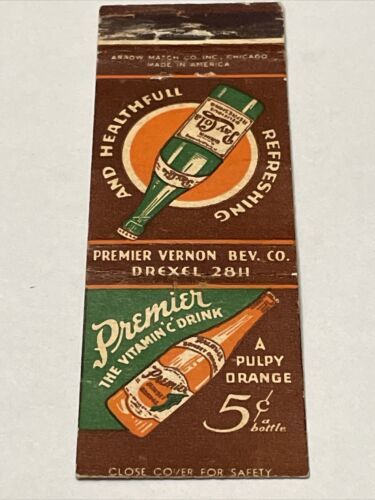 ARROW MATCH CO. INC., CHICAGO
MADE IN AMERICA
REFRESHING
AND HEALTHFULL
PREMIER VERNON BEV. CO.
DREXEL 2811
Premier
THE VITAMIN "C" DRINK
Premier
A
PULPY
ORANGE
5¢
a
bottle
CLOSE COVER FOR SAFETY